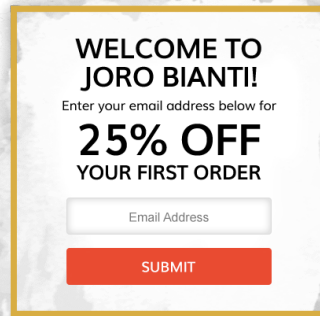 WELCOME TO
JORO BIANTI!
Enter your email address below for
25% OFF
YOUR FIRST ORDER
Email Address
SUBMIT